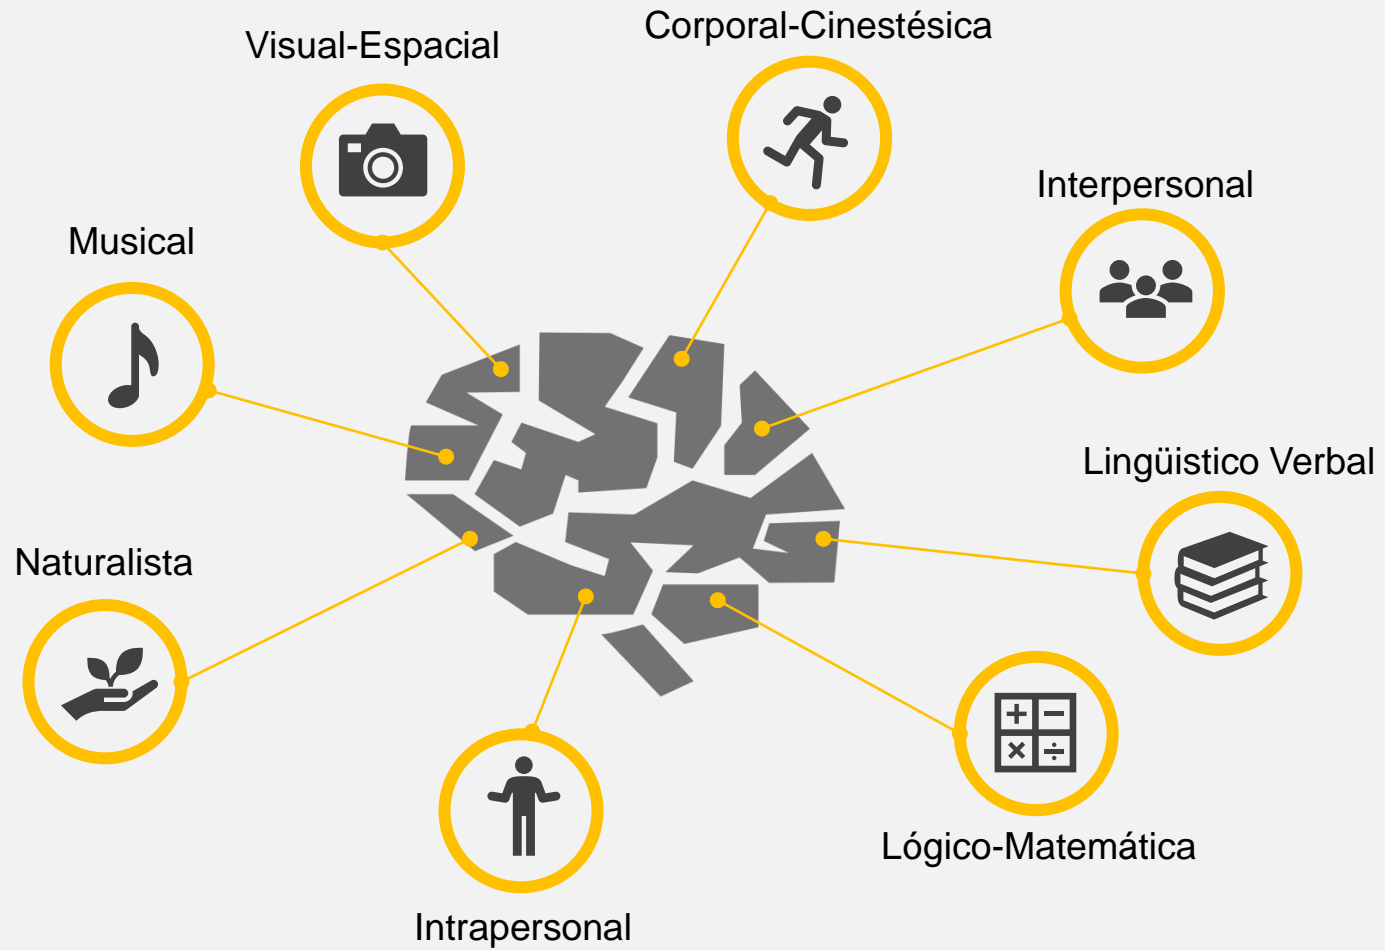 Corporal-Cinestésica
Visual-Espacial
Interpersonal
Musical
Lingüistico Verbal
Naturalista
Lógico-Matemática
Intrapersonal